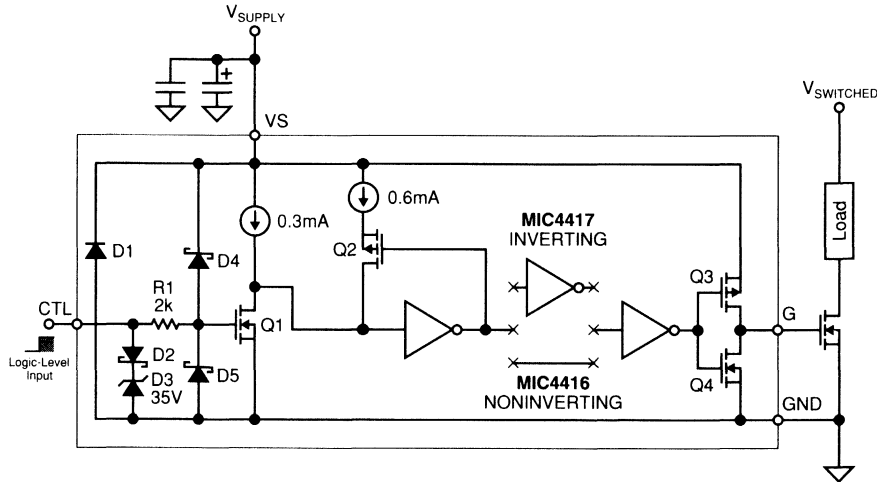 VSUPPLY
+
VS
VSWITCHED
0.3mA
0.6mA
MIC4417
INVERTING
Load
D1
D4
Q2
Q3
R1
2k
CTL
Q1
G
Logic-Level
Input
D2
D3
35V
D5
MIC4416
NONINVERTING
Q4
GND